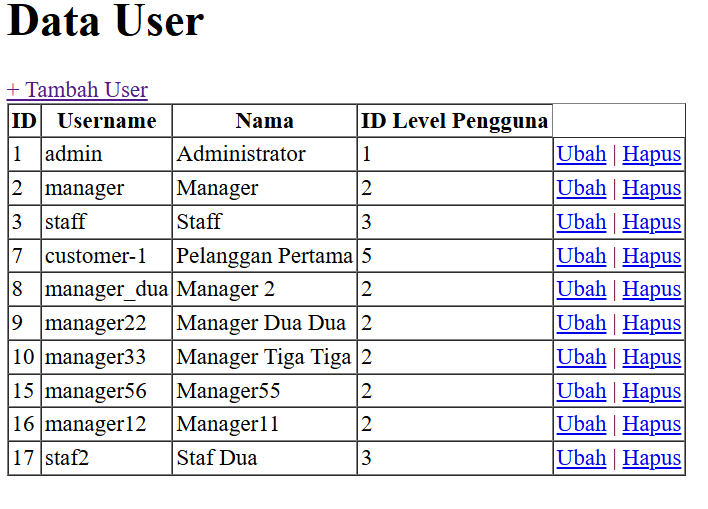 Data User
+ Tambah User
ID Username Nama ID Level Pengguna
1 admin Administrator 1 Ubah | Hapus
2 manager Manager 2 Ubah | Hapus
3 staff Staff 3 Ubah | Hapus
7 customer-1 Pelanggan Pertama 5 Ubah | Hapus
8 manager_dua Manager 2 2 Ubah | Hapus
9 manager22 Manager Dua Dua 2 Ubah | Hapus
10 manager33 Manager Tiga Tiga 2 Ubah | Hapus
15 manager56 Manager55 2 Ubah | Hapus
16 manager12 Manager11 2 Ubah | Hapus
17 staf2 Staf Dua 3 Ubah | Hapus